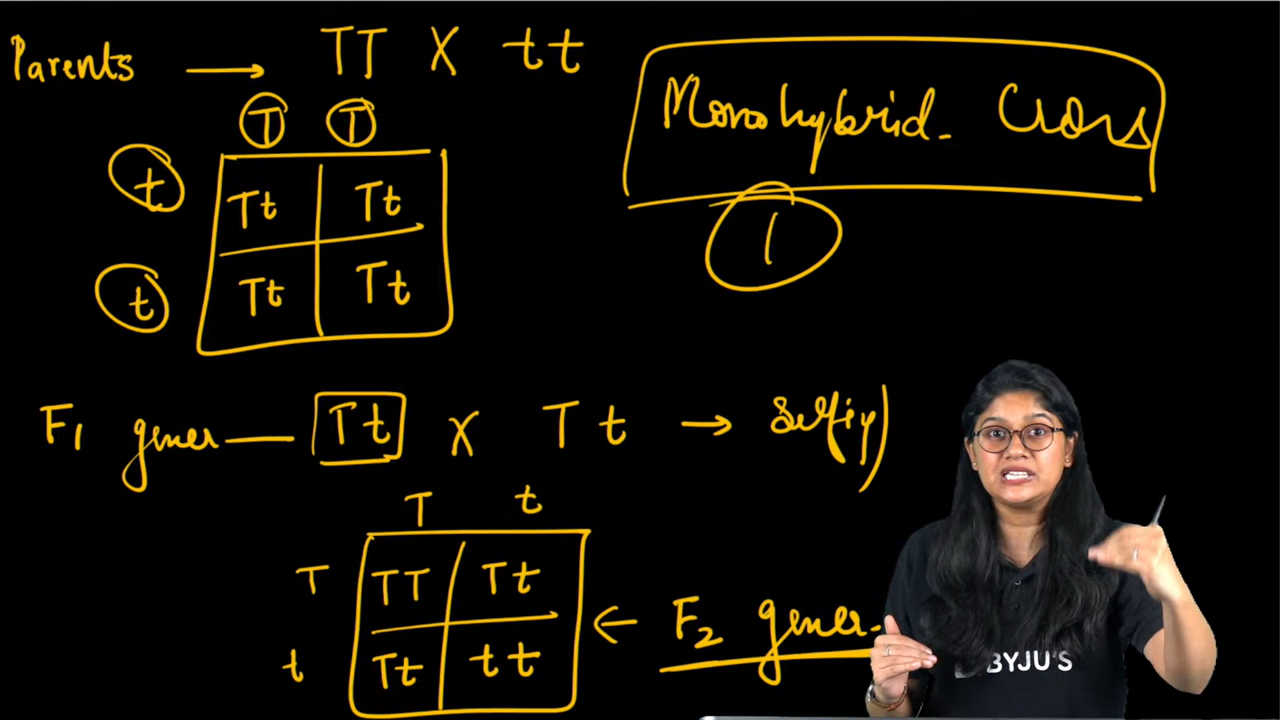 Parents → TT X tt
Monohybrid Cross
T T
t Tt Tt
t Tt Tt
1
F1 gener— Tt X Tt → Selfing
T t
T TT Tt
t Tt tt
← F2 gener.
BYJU'S